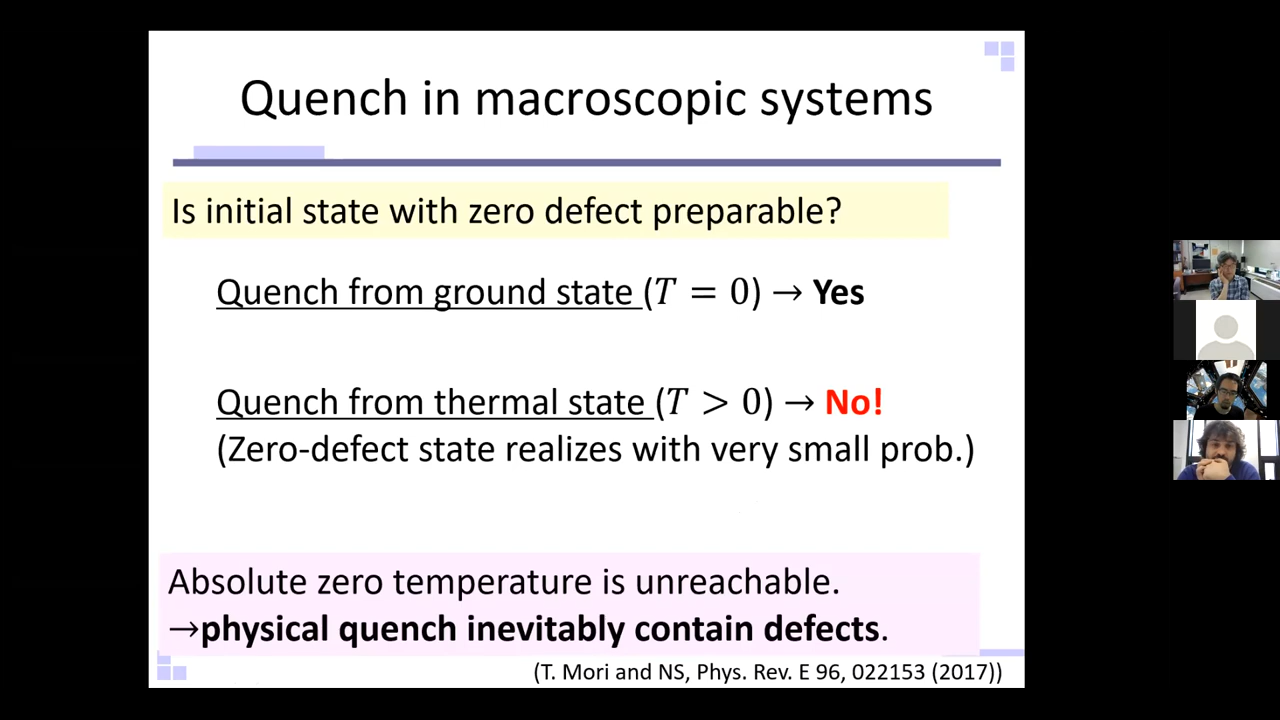 Quench in macroscopic systems
Is initial state with zero defect preparable?
Quench from ground state (T = 0) → Yes
Quench from thermal state (T > 0) → No!
(Zero-defect state realizes with very small prob.)
Absolute zero temperature is unreachable.
→physical quench inevitably contain defects.
(T. Mori and NS, Phys. Rev. E 96, 022153 (2017))